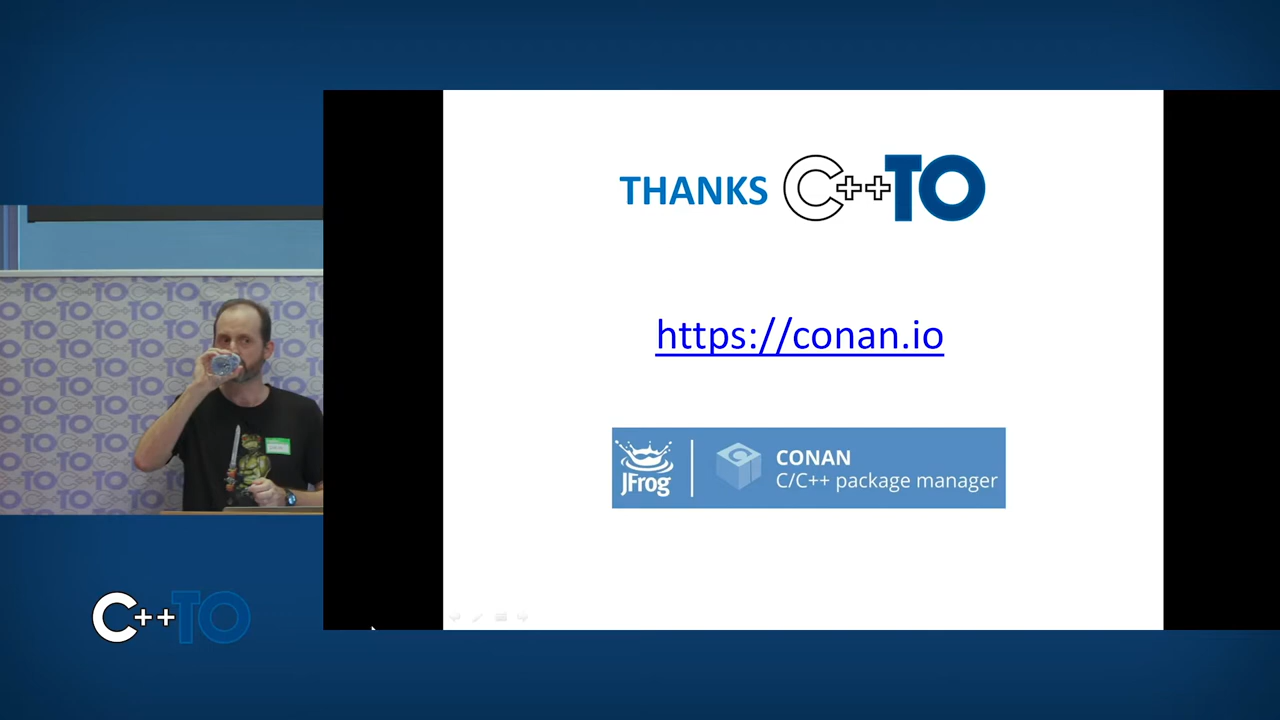 THANKS C++TO
https://conan.io
JFrog
CONAN
C/C++ package manager
C++TO